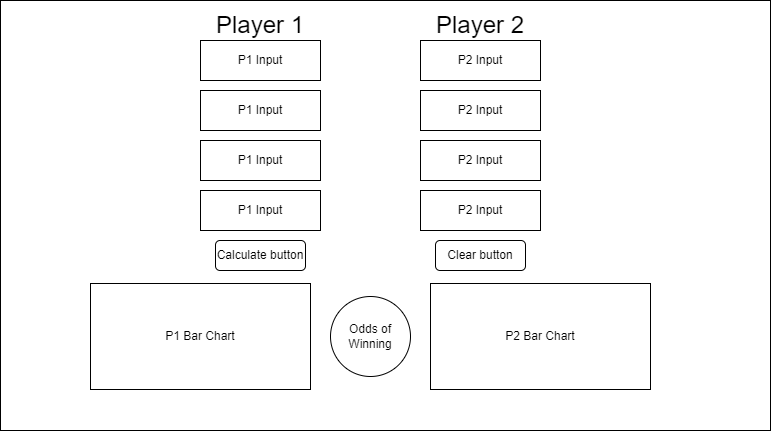 Player 1
Player 2
P1 Input
P2 Input
P1 Input
P2 Input
P1 Input
P2 Input
P1 Input
P2 Input
Calculate button
Clear button
P1 Bar Chart
Odds of
Winning
P2 Bar Chart